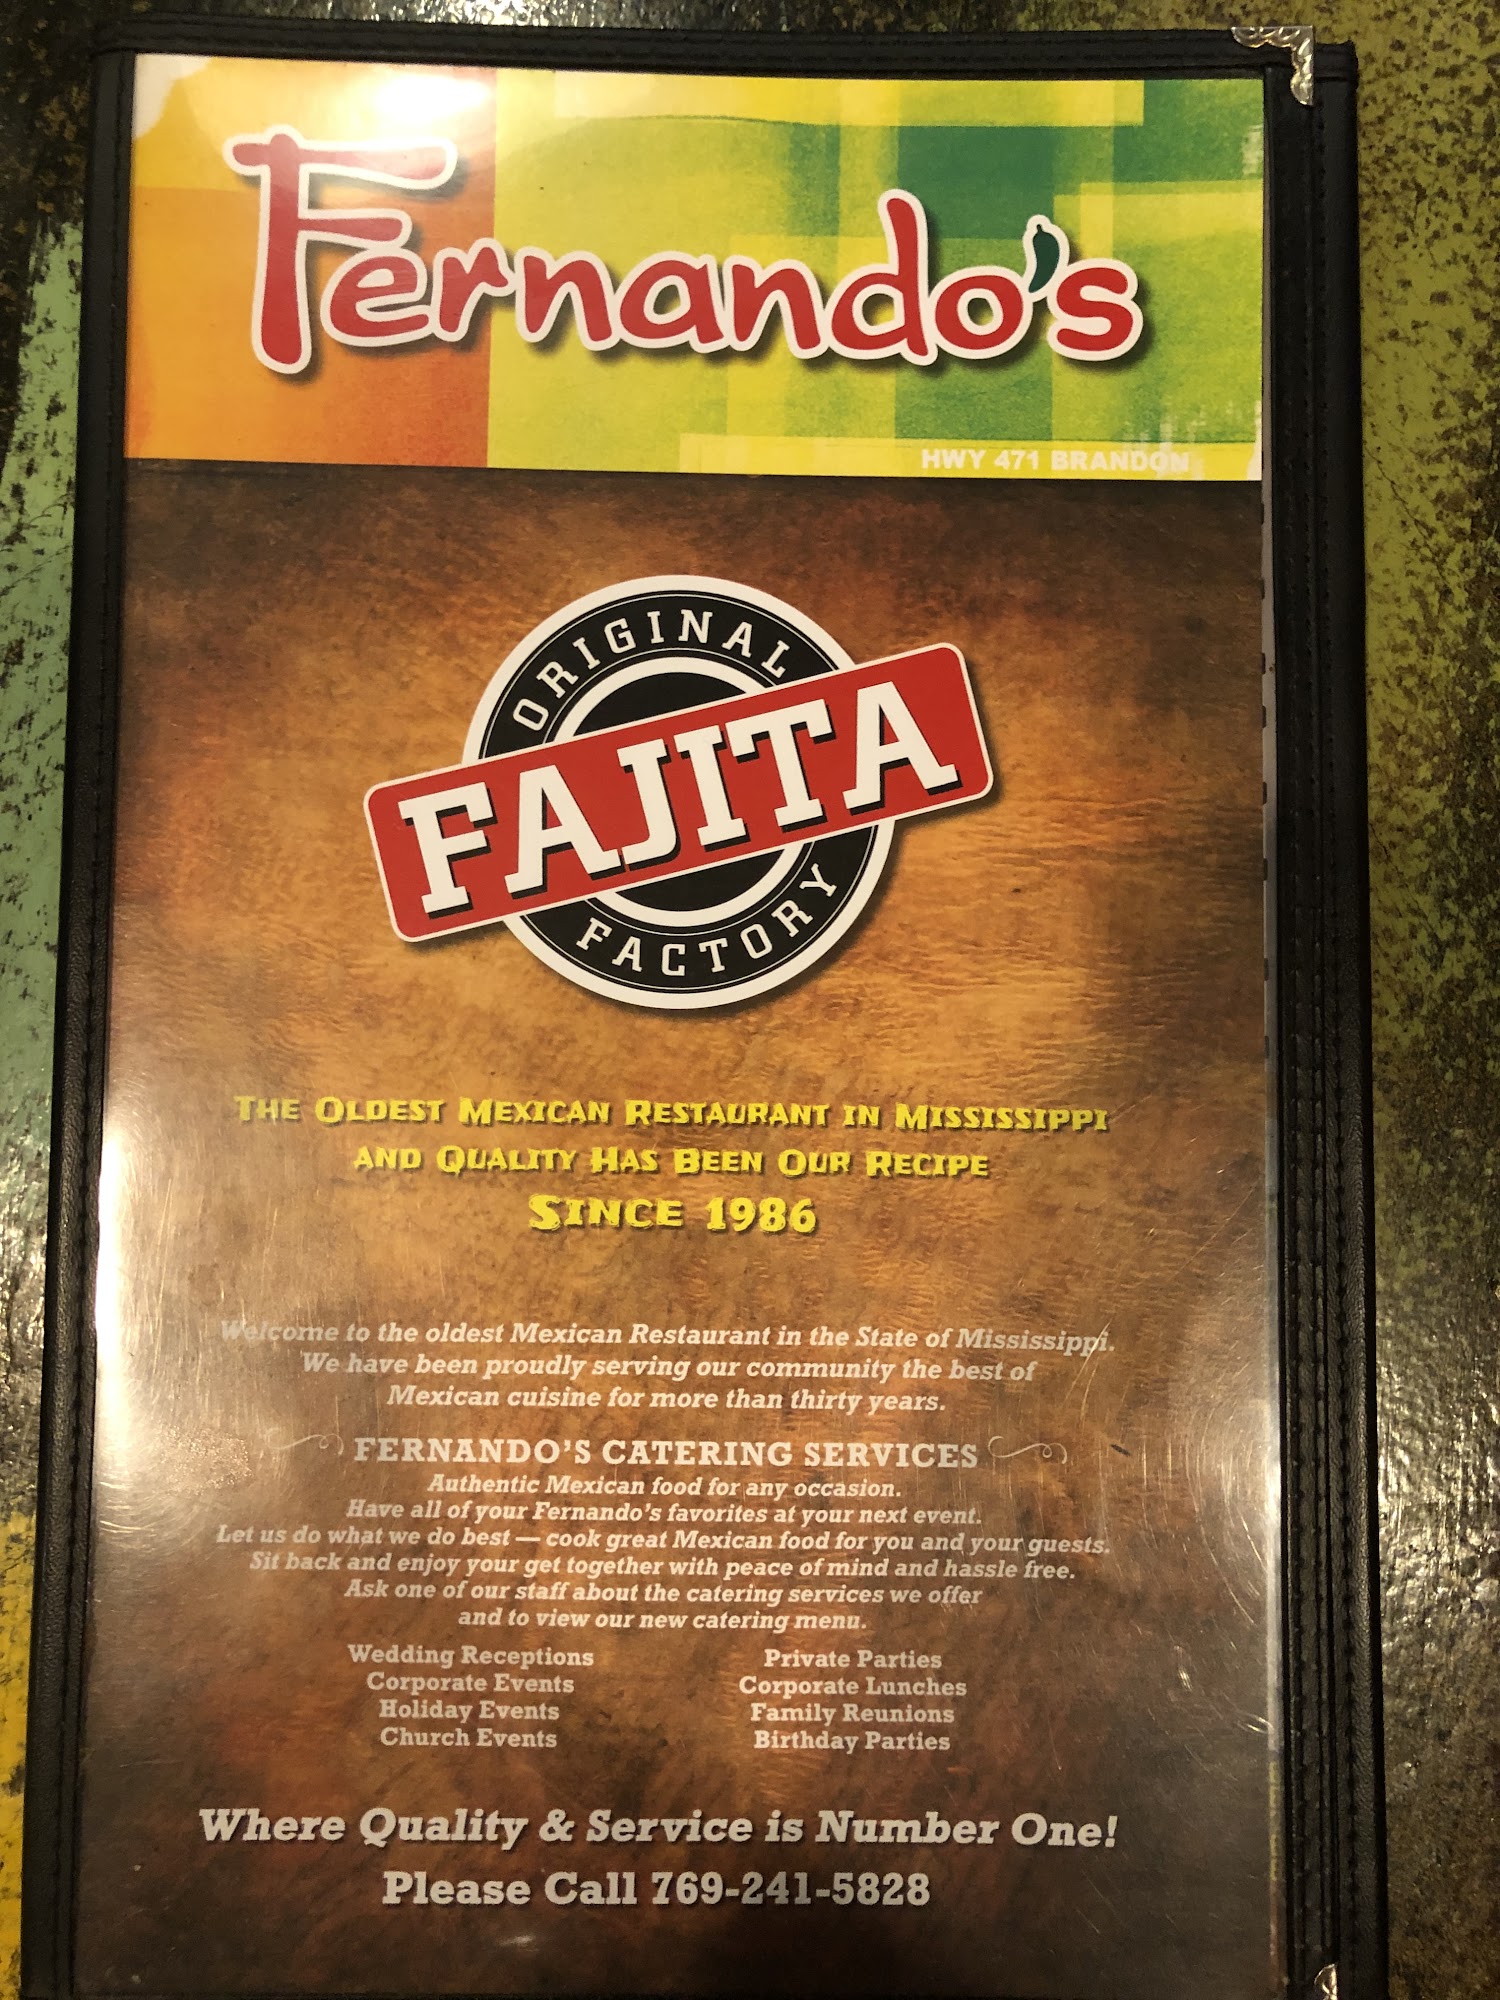 Fernando's
HWY 471 BRANDON
ORIGINAL
FAJITA
FACTORY
THE OLDEST MEXICAN RESTAURANT IN MISSISSIPPI
AND QUALITY HAS BEEN OUR RECIPE
SINCE 1986
Welcome to the oldest Mexican Restaurant in the State of Mississippi.
We have been proudly serving our community the best of
Mexican cuisine for more than thirty years.
FERNANDO'S CATERING SERVICES
Authentic Mexican food for any occasion.
Have all of your Fernando's favorites at your next event.
Let us do what we do best — cook great Mexican food for you and your guests.
Sit back and enjoy your get together with peace of mind and hassle free.
Ask one of our staff about the catering services we offer
and to view our new catering menu.
Wedding Receptions
Corporate Events
Holiday Events
Church Events
Private Parties
Corporate Lunches
Family Reunions
Birthday Parties
Where Quality & Service is Number One!
Please Call 769-241-5828